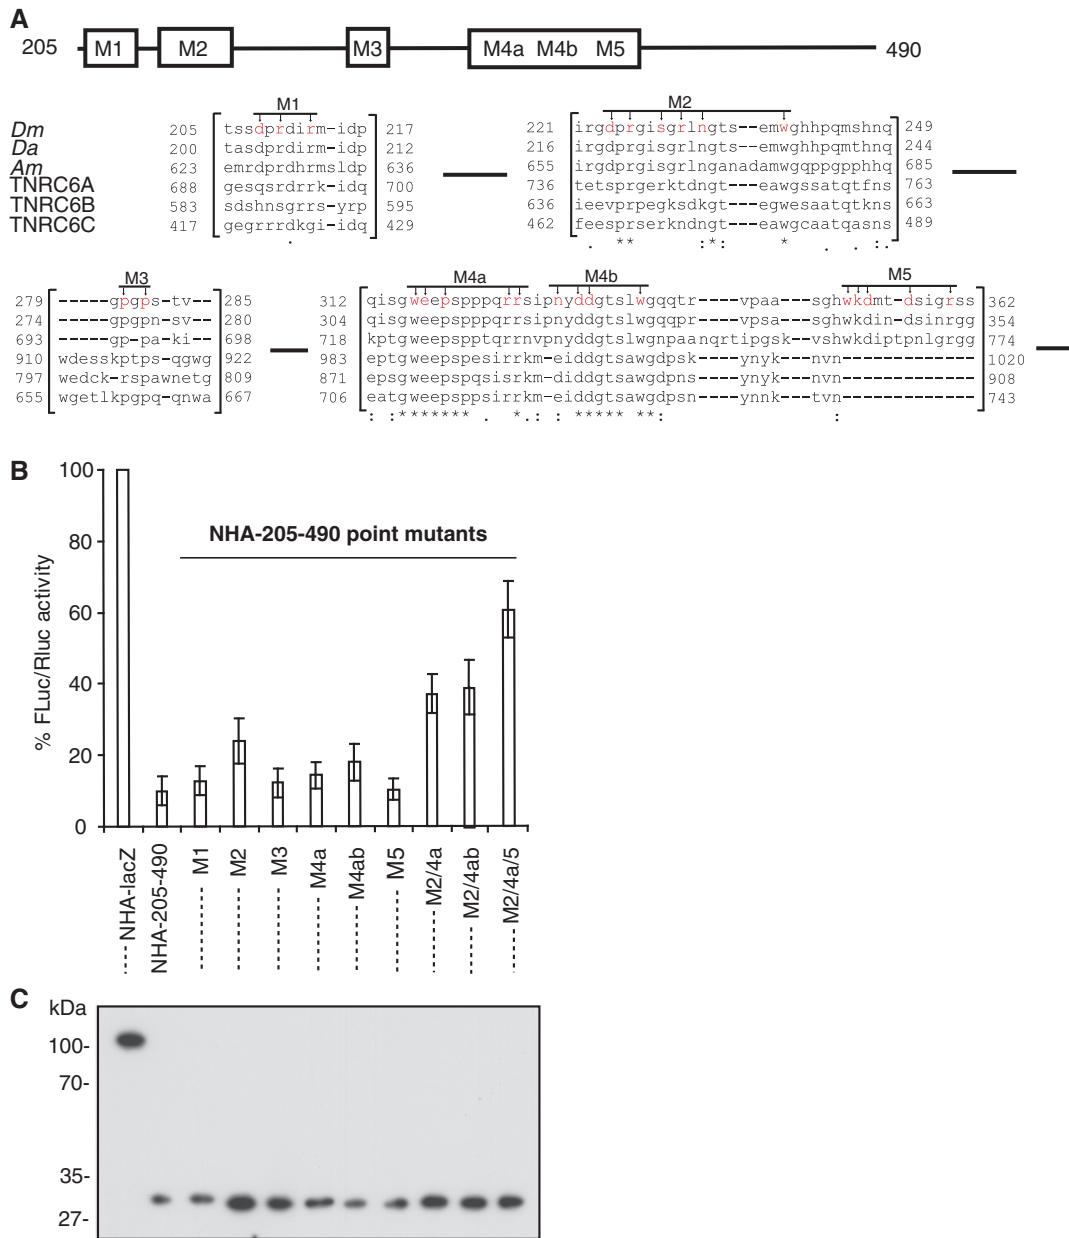 A
205 M1 M2 M3 M4a M4b M5 490
M1 M2
Dm 205 tssdprdirm-idp 217 221 irgdprgisgrlngts--emwghhpqmshnq 249
Da 200 tasdprdirm-idp 212 216 irgdprgisgrlngts--emwghhpqmthnq 244
Am 623 emrdprdhrmsldp 636 655 irgdprgisgrlnganadamwgqppgpphhq 685
TNRC6A 688 gesqsrdrrk-idq 700 736 tetsprgerktdngt---eawgssatqtfns 763
TNRC6B 583 sdshnsgrrs-yrp 595 636 ieevprpegksdkgt---egwesaatqtkns 663
TNRC6C 417 gegrrrdkgi-idq 429 462 feesprserkndngt---eawgcaatqasns 489
. . ** :*: * . . :.
M3 M4a M4b M5
279 -----gpgps-tv-- 285 312 qisgweepspppqrrsipnyddgtslwgqqtr----vpaa--sghwkdmt-dsigrss 362
274 -----gpgpn-sv-- 280 304 qisgweepspppqrrsipnyddgtslwgqqpr----vpsa--sghwkdin-dsinrgg 354
693 -----gp-pa-ki-- 698 718 kptgweepspptqrrnvpnyddgtslwgnpaangrtipgsk-vshwkdiptpnlgrgg 774
910 wdesskptps-qgwg 922 983 eptgweepspesirrkm-eiddgtsawgdpsk----ynyk--nvn------------- 1020
797 wedck-rspawnetg 809 871 epsgweepspqsisrkm-diddgtsawgdpns----ynyk--nvn------------- 908
655 wgetlkpgpq-qnwa 667 706 eatgweepsppsirrkm-eiddgtsawgdpsn----ynnk--tvn------------- 743
: : ******* . *.: : ***** **: :
B
% FLuc/Rluc activity
100
80
60
40
20
0
NHA-205-490 point mutants
NHA-lacZ
NHA-205-490
M1
M2
M3
M4a
M4ab
M5
M2/4a
M2/4ab
M2/4a/5
C
kDa
100-
70-
35-
27-